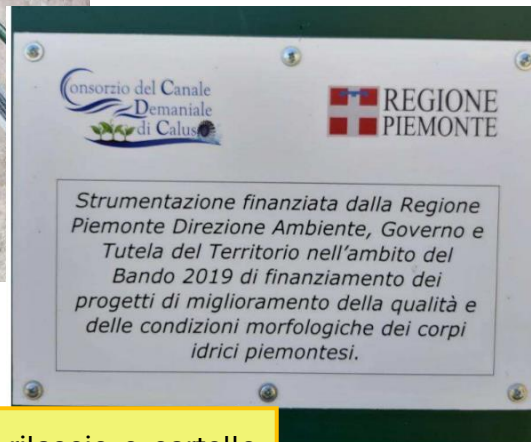 Consorzio del Canale
Demaniale
di Caluso
REGIONE
PIEMONTE
Strumentazione finanziata dalla Regione
Piemonte Direzione Ambiente, Governo e
Tutela del Territorio nell'ambito del
Bando 2019 di finanziamento dei
progetti di miglioramento della qualità e
delle condizioni morfologiche dei corpi
idrici piemontesi.
rilascio e cartello